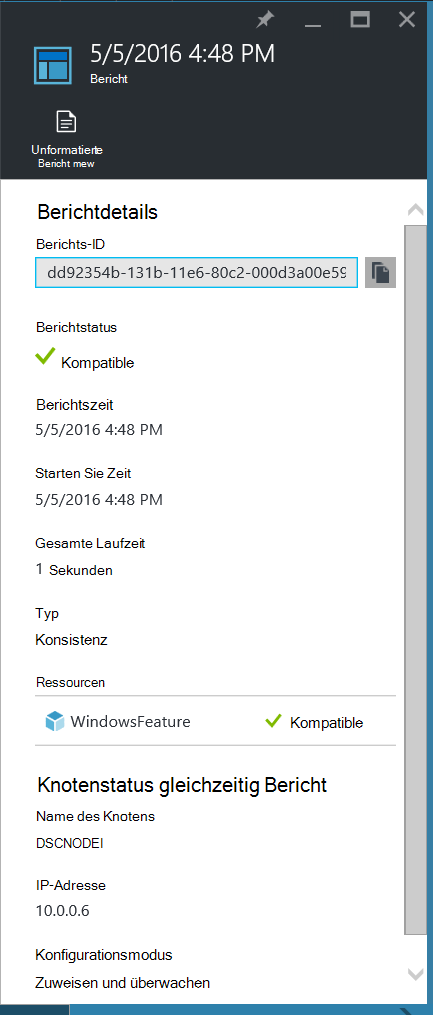 5/5/2016 4:48 PM
Bericht
Unformatierte
Bericht mew
Berichtdetails
Berichts-ID
dd92354b-131b-11e6-80c2-000d3a00e59
Berichtstatus
Kompatible
Berichtszeit
5/5/2016 4:48 PM
Starten Sie Zeit
5/5/2016 4:48 PM
Gesamte Laufzeit
1 Sekunden
Typ
Konsistenz
Ressourcen
WindowsFeature Kompatible
Knotenstatus gleichzeitig Bericht
Name des Knotens
DSCNODEI
IP-Adresse
10.0.0.6
Konfigurationsmodus
Zuweisen und überwachen